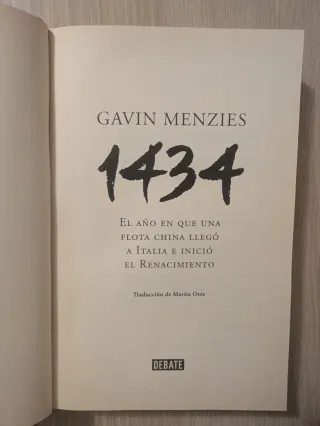 GAVIN MENZIES
1434
EL AÑO EN QUE UNA
FLOTA CHINA LLEGÓ
A ITALIA E INICIÓ
EL RENACIMIENTO
Traducción de Marita Osés
DEBATE